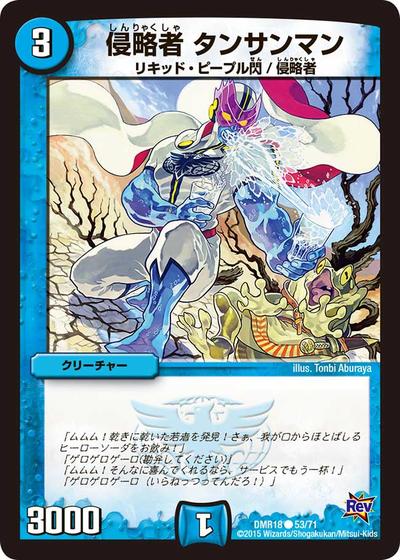 3
しんりゃくしゃ
侵略者 タンサンマン
せん しんりゃくしゃ
リキッド・ピープル閃 / 侵略者
クリーチャー
illus. Tonbi Aburaya
「ムムム！乾きに乾いた若造を発見！さぁ、我が口からほとばしる
ヒーローソーダをお飲み！」
「ゲロゲロゲーロ(勘弁してください)」
「ムムム！そんなに喜んでくれるなら、サービスでもう一杯！」
「ゲロゲロゲーロ（いらねっつってんだろ！）」
3000
1
Rev
DMR18 ● 53/71
©2015 Wizards/Shogakukan/Mitsui-Kids